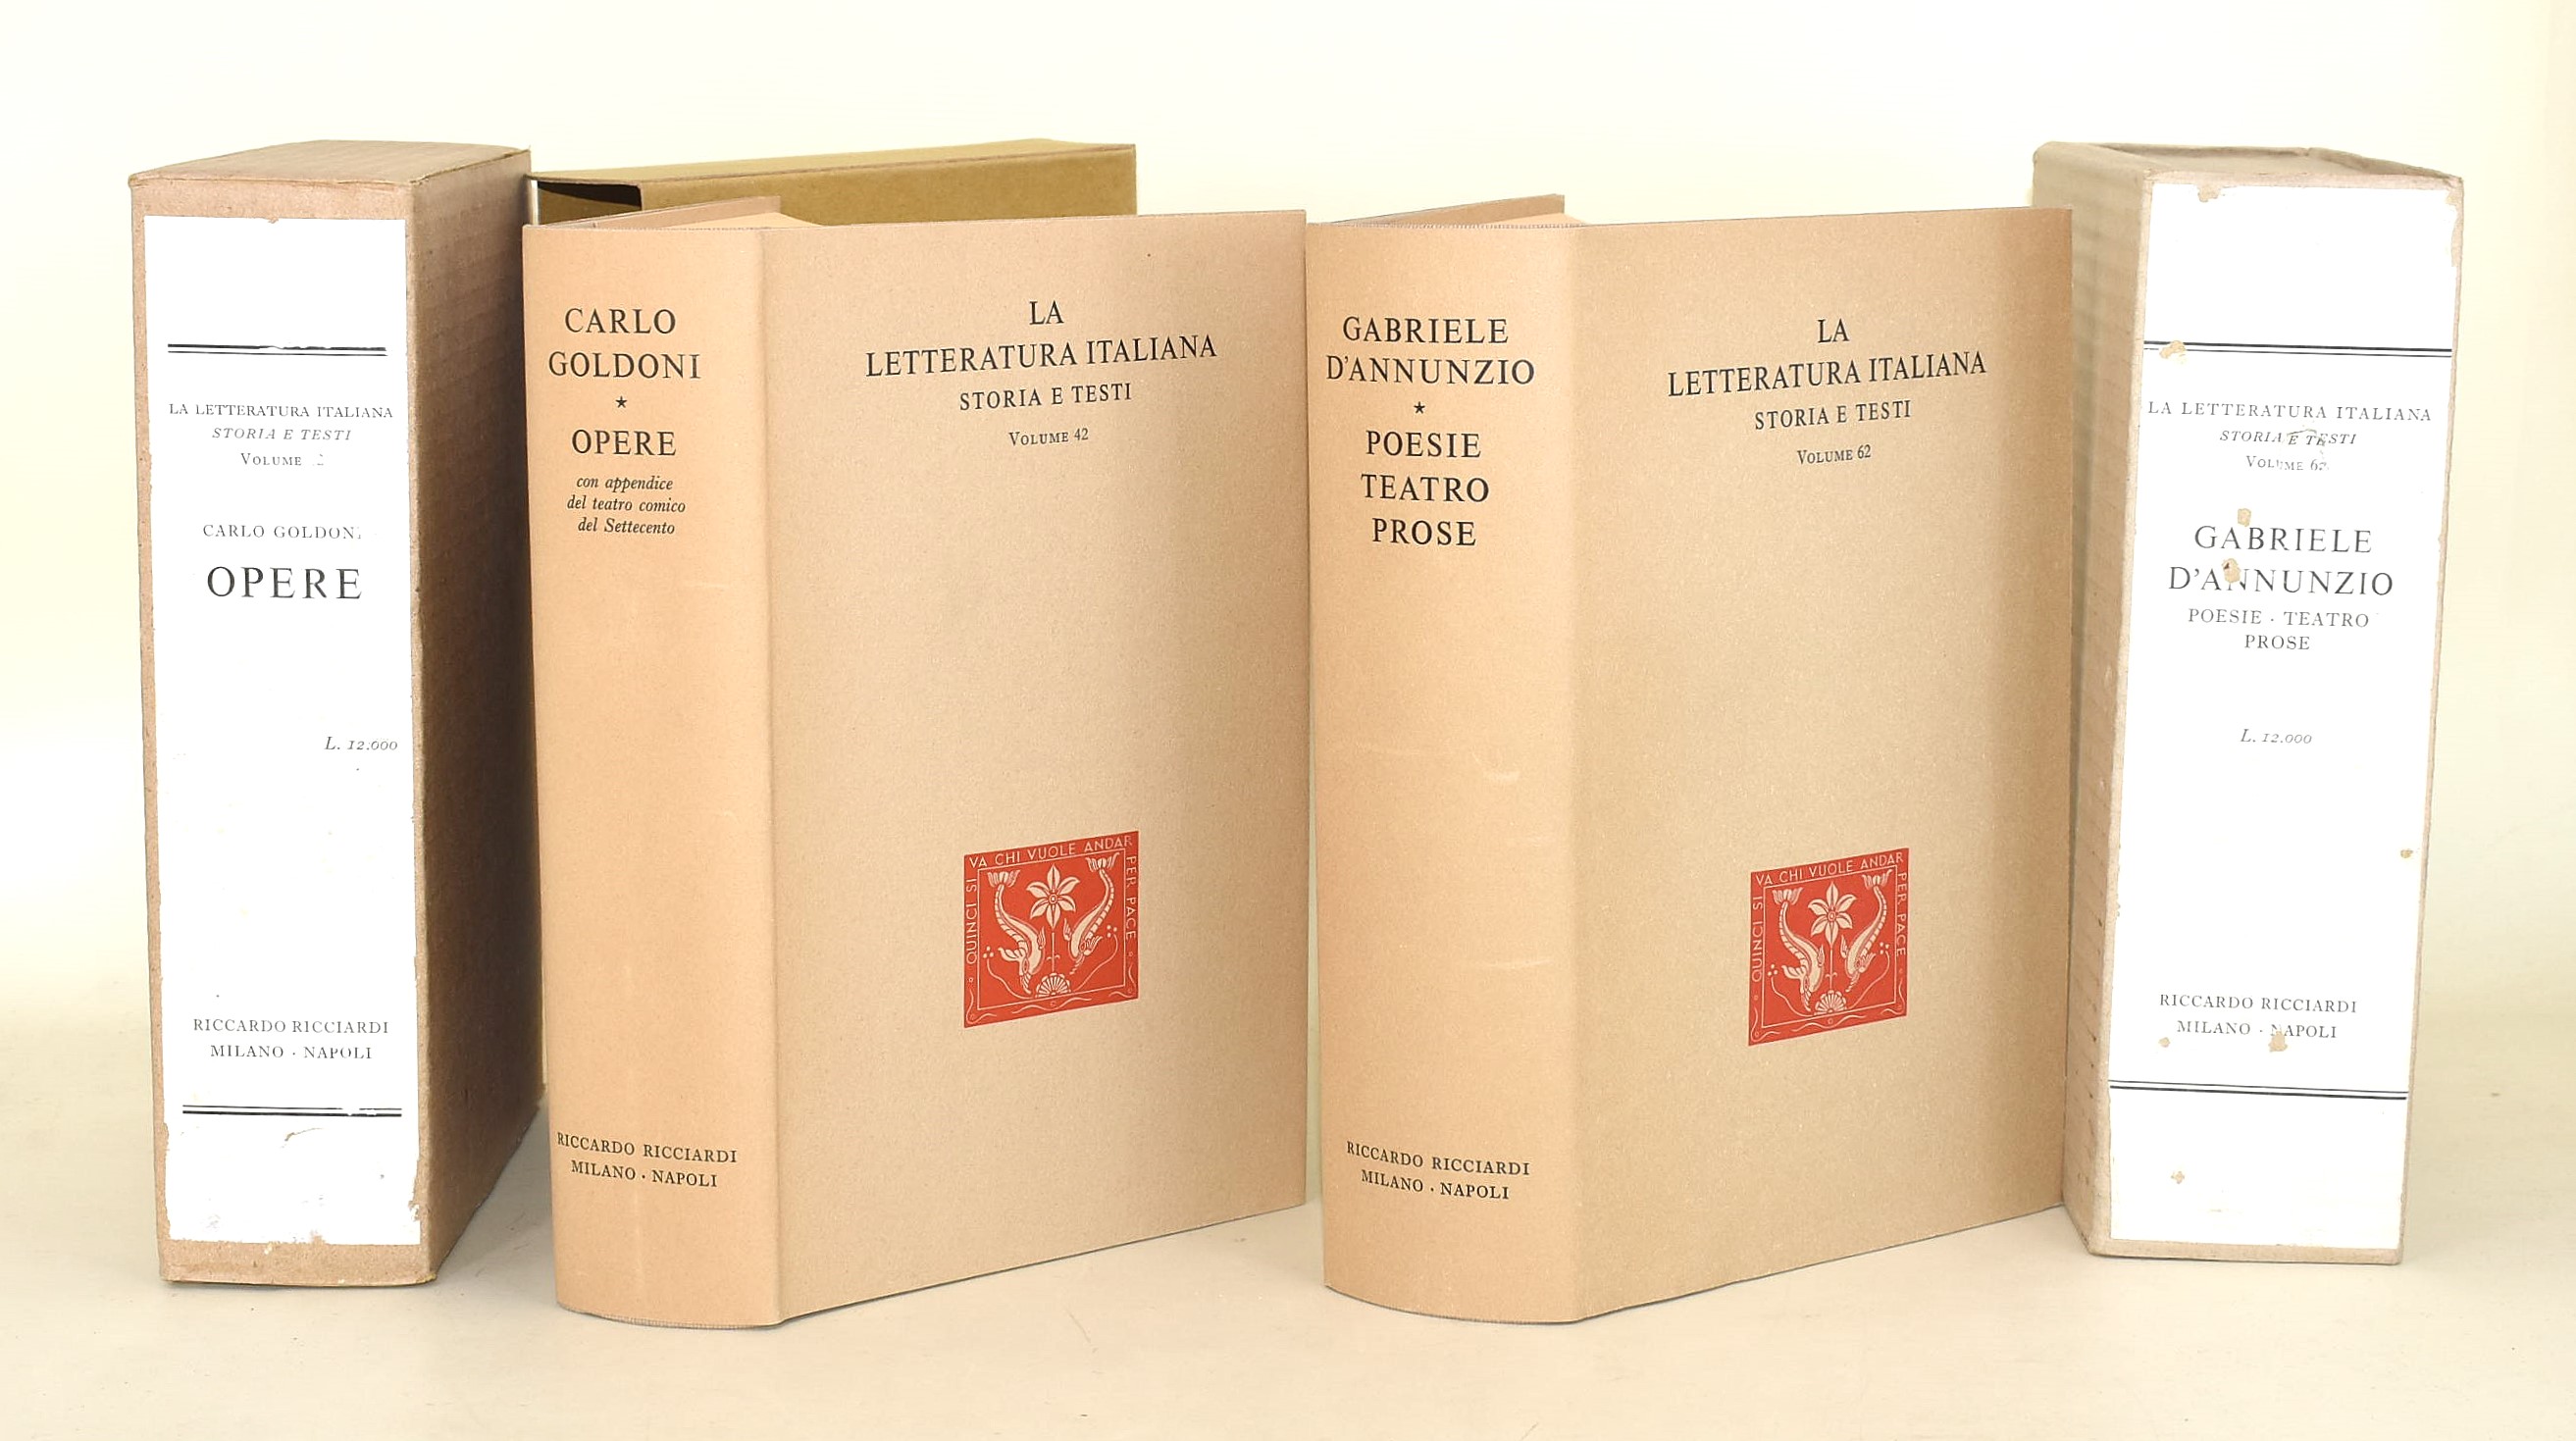 LA LETTERATURA ITALIANA
STORIA E TESTI
VOLUME
CARLO GOLDONI
OPERE
L. 12.000
RICCARDO RICCIARDI
MILANO · NAPOLI
CARLO
GOLDONI
★
OPERE
con appendice
del teatro comico
del Settecento
RICCARDO RICCIARDI
MILANO · NAPOLI
LA
LETTERATURA ITALIANA
STORIA E TESTI
VOLUME 42
QUINCI SI VA CHI VUOLE ANDAR PER PACE
GABRIELE
D'ANNUNZIO
★
POESIE
TEATRO
PROSE
RICCARDO RICCIARDI
MILANO · NAPOLI
LA
LETTERATURA ITALIANA
STORIA E TESTI
VOLUME 62
QUINCI SI VA CHI VUOLE ANDAR PER PACE
LA LETTERATURA ITALIANA
STORIA E TESTI
VOLUME 62
GABRIELE
D'ANNUNZIO
POESIE · TEATRO
PROSE
L. 12.000
RICCARDO RICCIARDI
MILANO · NAPOLI